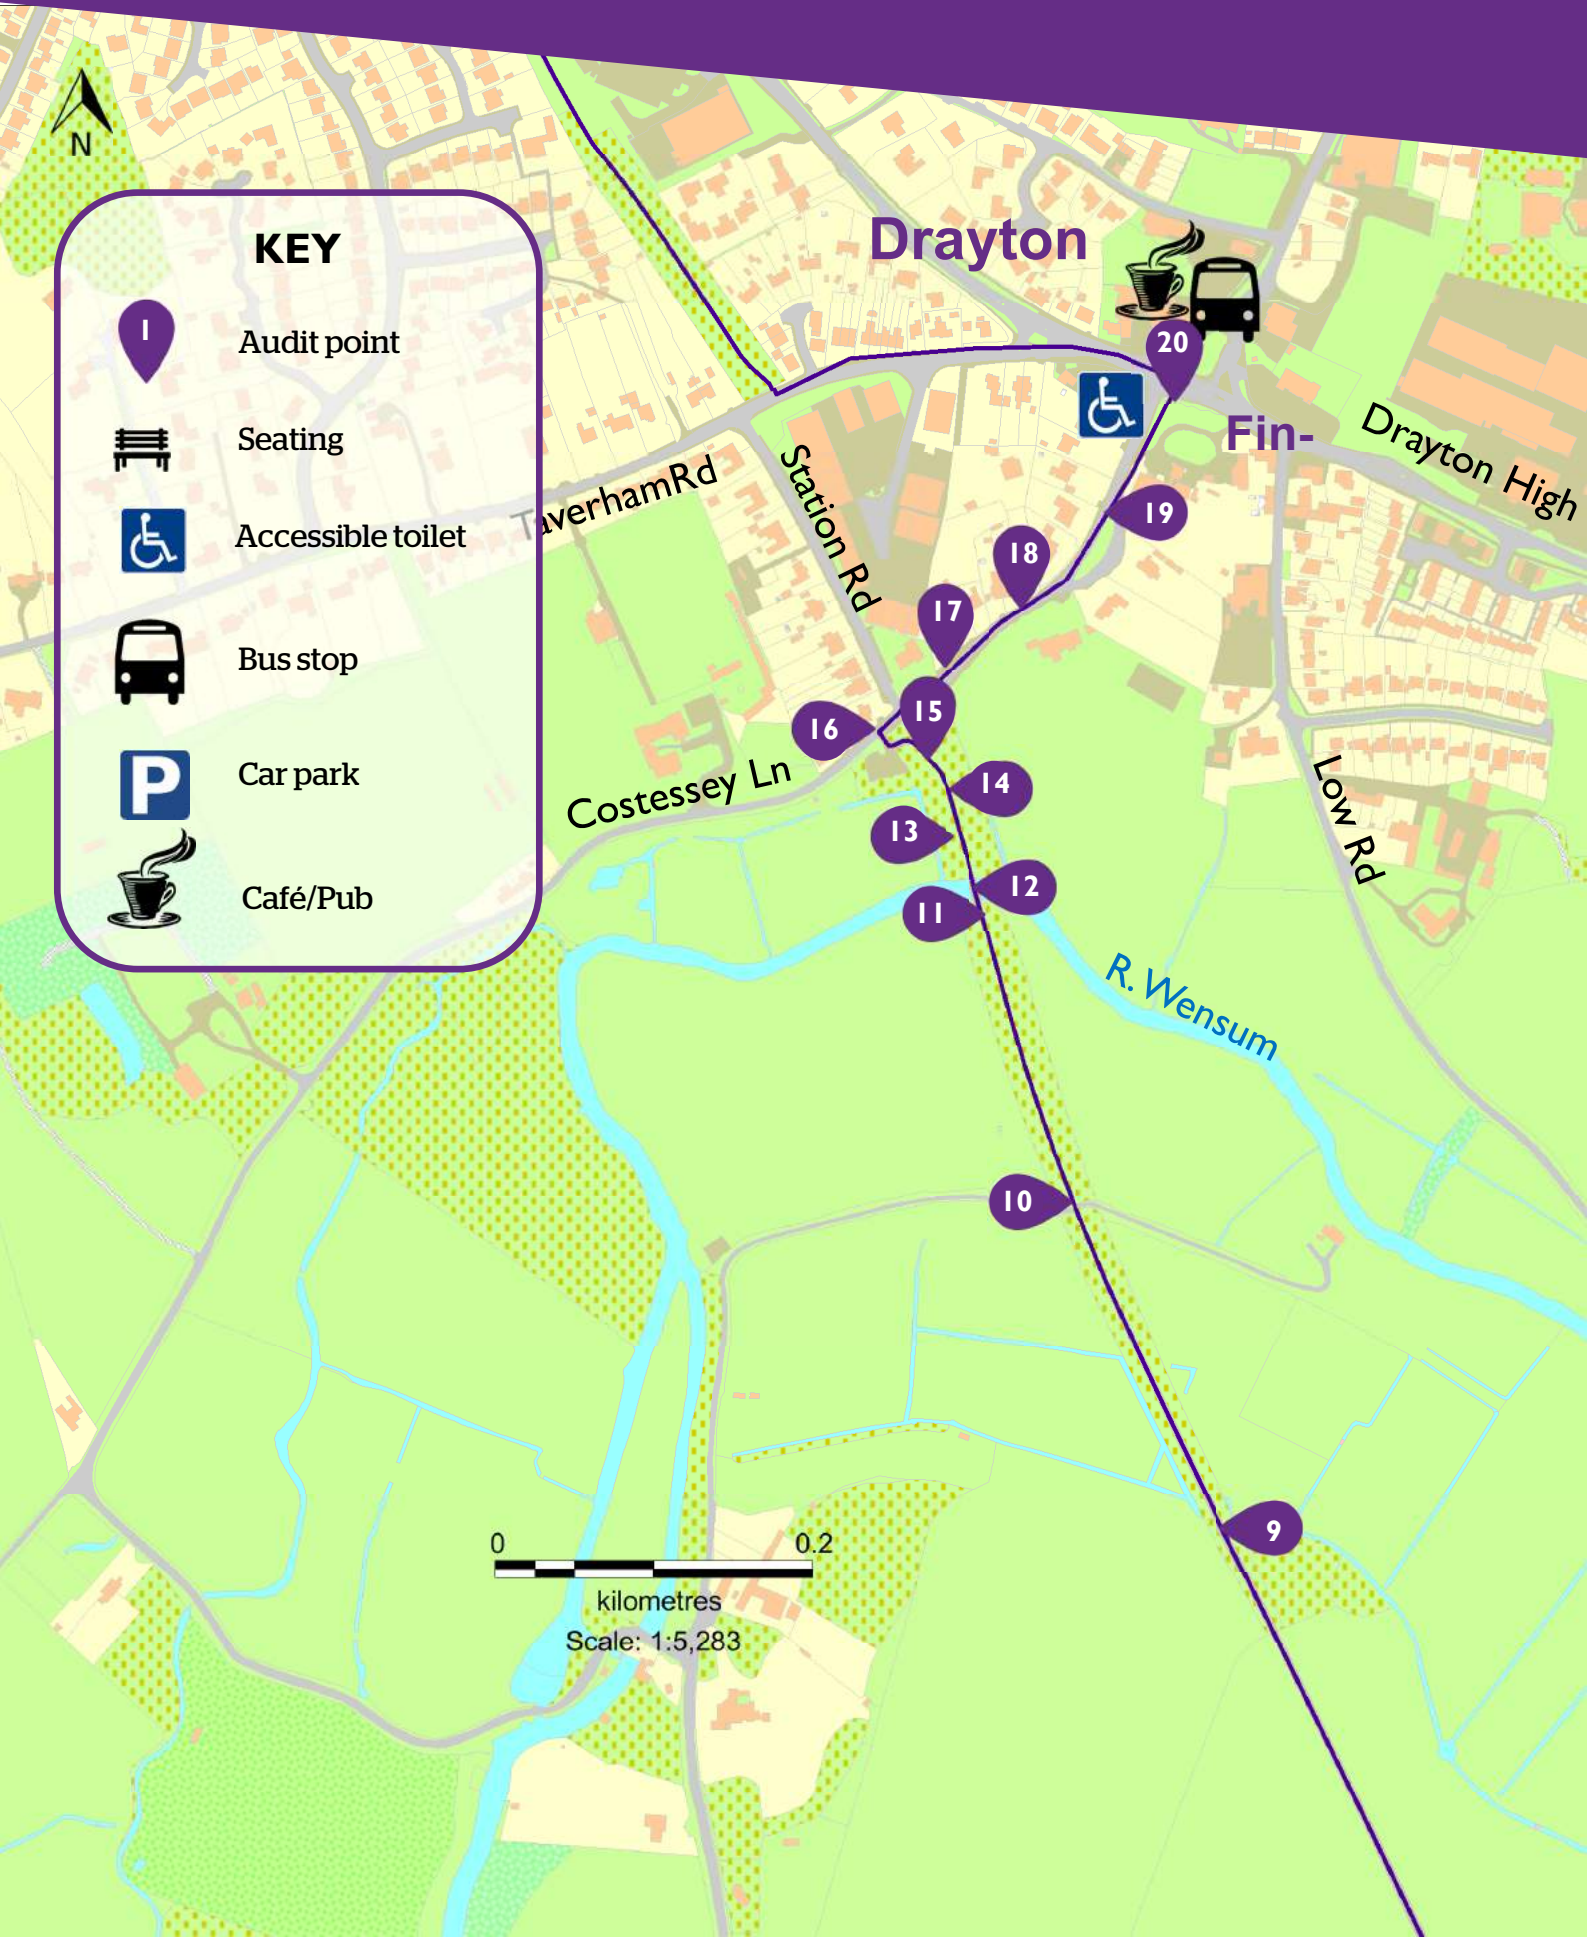 N
KEY
1
Audit point
Seating
Accessible toilet
Bus stop
P
Car park
Café/Pub
Drayton
20
Fin-
Drayton High
TaverhamRd
Station Rd
19
18
17
16
15
14
13
12
11
Costessey Ln
Low Rd
R. Wensum
10
9
0 0.2
kilometres
Scale: 1:5,283